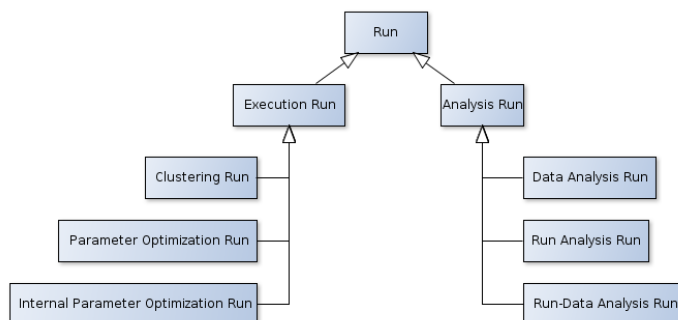 Run
Execution Run
Analysis Run
Clustering Run
Data Analysis Run
Parameter Optimization Run
Run Analysis Run
Internal Parameter Optimization Run
Run-Data Analysis Run